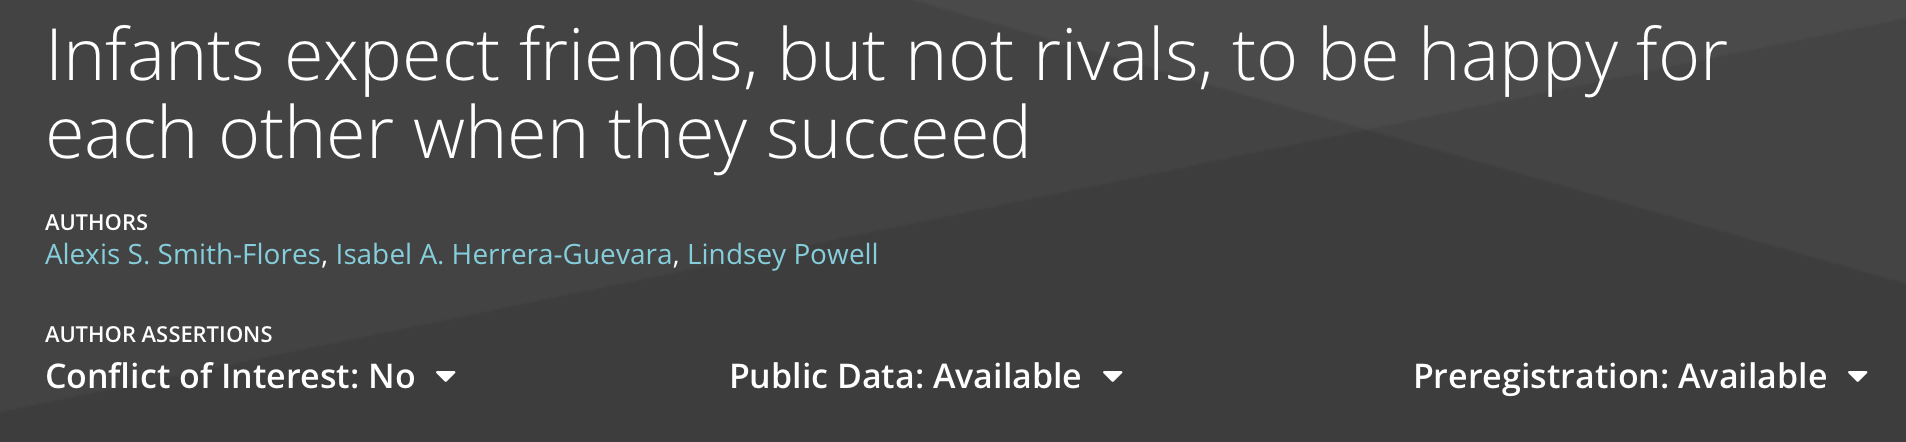 Infants expect friends, but not rivals, to be happy for
each other when they succeed
AUTHORS
Alexis S. Smith-Flores, Isabel A. Herrera-Guevara, Lindsey Powell
AUTHOR ASSERTIONS
Conflict of Interest: No
Public Data: Available
Preregistration: Available